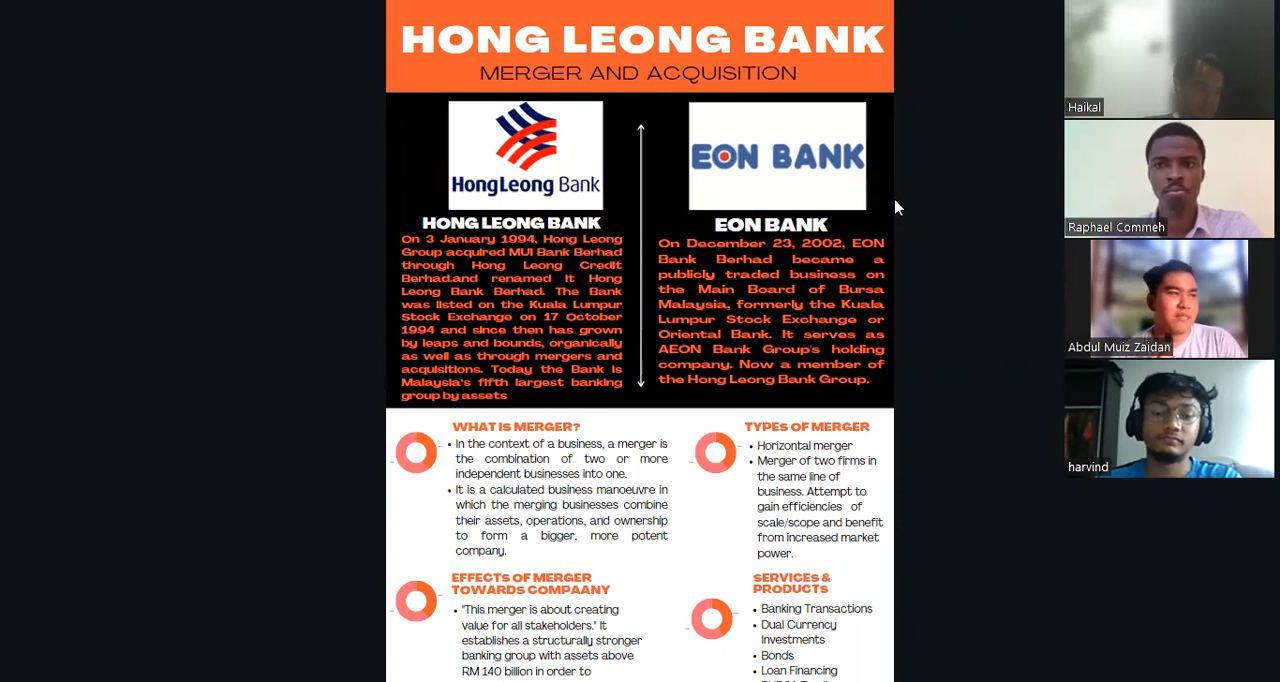 HONG LEONG BANK
MERGER AND ACQUISITION
HongLeong Bank
HONG LEONG BANK
On 3 January 1994, Hong Leong
Group acquired MUI Bank Berhad
through Hong Leong Credit
Berhad.and renamed it Hong
Leong Bank Berhad. The Bank
was listed on the Kuala Lumpur
Stock Exchange on 17 October
1994 and since then has grown
by leaps and bounds, organically
as well as through mergers and
acquisitions. Today the Bank is
Malaysia's fifth largest banking
group by assets
EON BANK
EON BANK
On December 23, 2002, EON
Bank Berhad became a
publicly traded business on
the Main Board of Bursa
Malaysia, formerly the Kuala
Lumpur Stock Exchange or
Oriental Bank. It serves as
AEON Bank Group's holding
company. Now a member of
the Hong Leong Bank Group.
WHAT IS MERGER?
• In the context of a business, a merger is
the combination of two or more
independent businesses into one.
• It is a calculated business manoeuvre in
which the merging businesses combine
their assets, operations, and ownership
to form a bigger, more potent
company.
TYPES OF MERGER
• Horizontal merger
• Merger of two firms in
the same line of
business. Attempt to
gain efficiencies of
scale/scope and benefit
from increased market
power.
EFFECTS OF MERGER
TOWARDS COMPAANY
• "This merger is about creating
value for all stakeholders." It
establishes a structurally stronger
banking group with assets above
RM 140 billion in order to
SERVICES &
PRODUCTS
• Banking Transactions
• Dual Currency
Investments
• Bonds
• Loan Financing
Haikal
Raphael Commeh
Abdul Muiz Zaidan
harvind